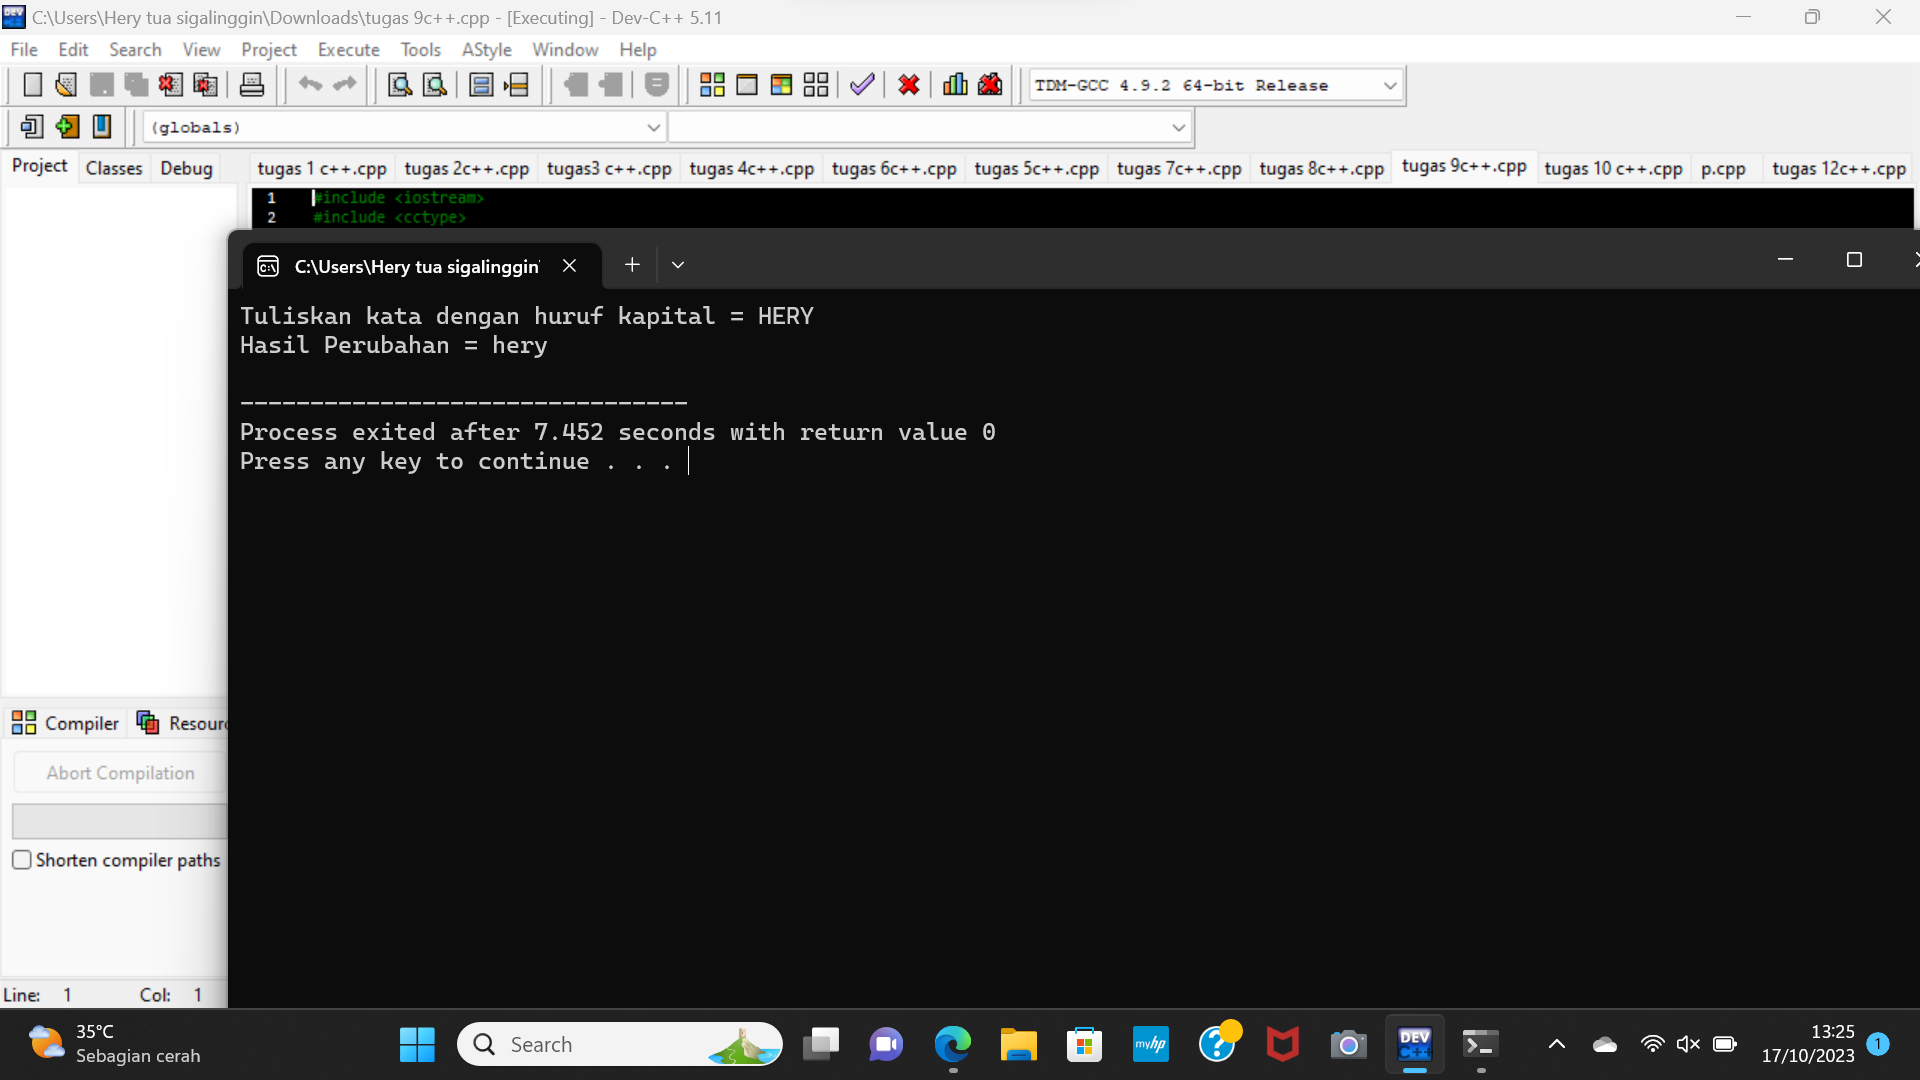 C:\Users\Hery tua sigalinggin\Downloads\tugas 9c++.cpp - [Executing] - Dev-C++ 5.11
File Edit Search View Project Execute Tools AStyle Window Help
TDM-GCC 4.9.2 64-bit Release
(globals)
Project Classes Debug tugas 1 c++.cpp tugas 2c++.cpp tugas3 c++.cpp tugas 4c++.cpp tugas 6c++.cpp tugas 5c++.cpp tugas 7c++.cpp tugas 8c++.cpp tugas 9c++.cpp tugas 10 c++.cpp p.cpp tugas 12c++.cpp
1 #include <iostream>
2 #include <cctype>
C:\Users\Hery tua sigalinggin\
Tuliskan kata dengan huruf kapital = HERY
Hasil Perubahan = hery
--------------------------------
Process exited after 7.452 seconds with return value 0
Press any key to continue . . .
Compiler Resour
Abort Compilation
Shorten compiler paths
Line: 1 Col: 1
35°C
Sebagian cerah
Search
myhp
DEV
C++
13:25
17/10/2023
1